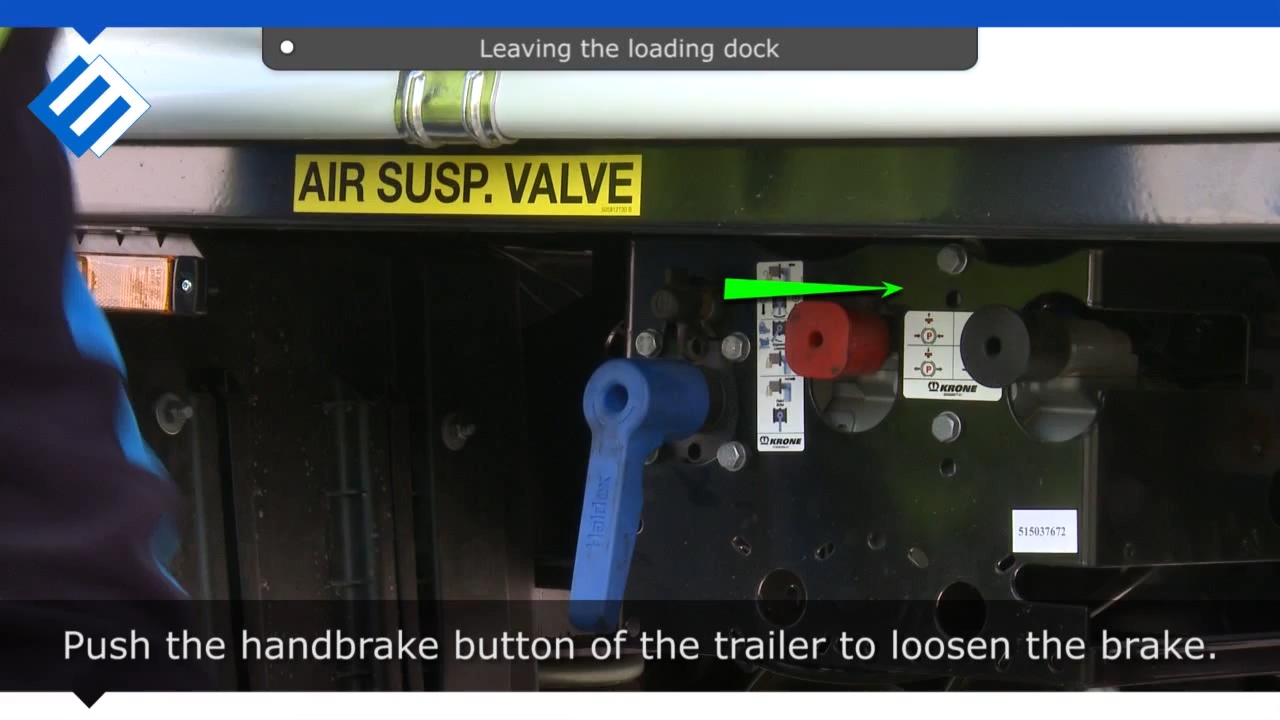 Leaving the loading dock
AIR SUSP. VALVE
P
P
KRONE
KRONE
Haldex
515037672
Push the handbrake button of the trailer to loosen the brake.